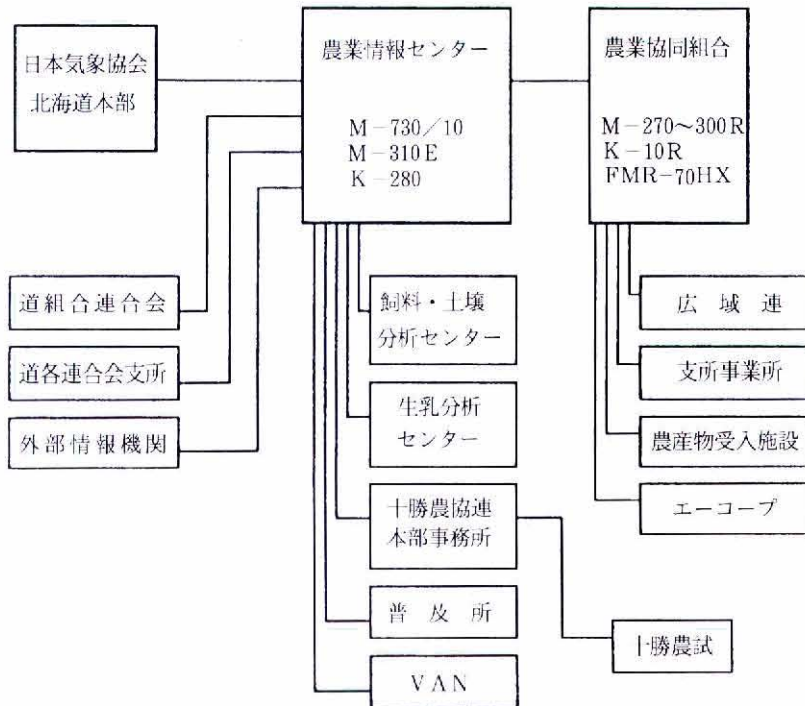 日本気象協会
北海道本部
農業情報センター
M－730／10
M－310E
K－280
農業協同組合
M－270～300R
K－10R
FMR－70HX
道組合連合会
道各連合会支所
外部情報機関
飼料・土壌
分析センター
生乳分析
センター
十勝農協連
本部事務所
普及所
VAN
広域連
支所事業所
農産物受入施設
エーコープ
十勝農試